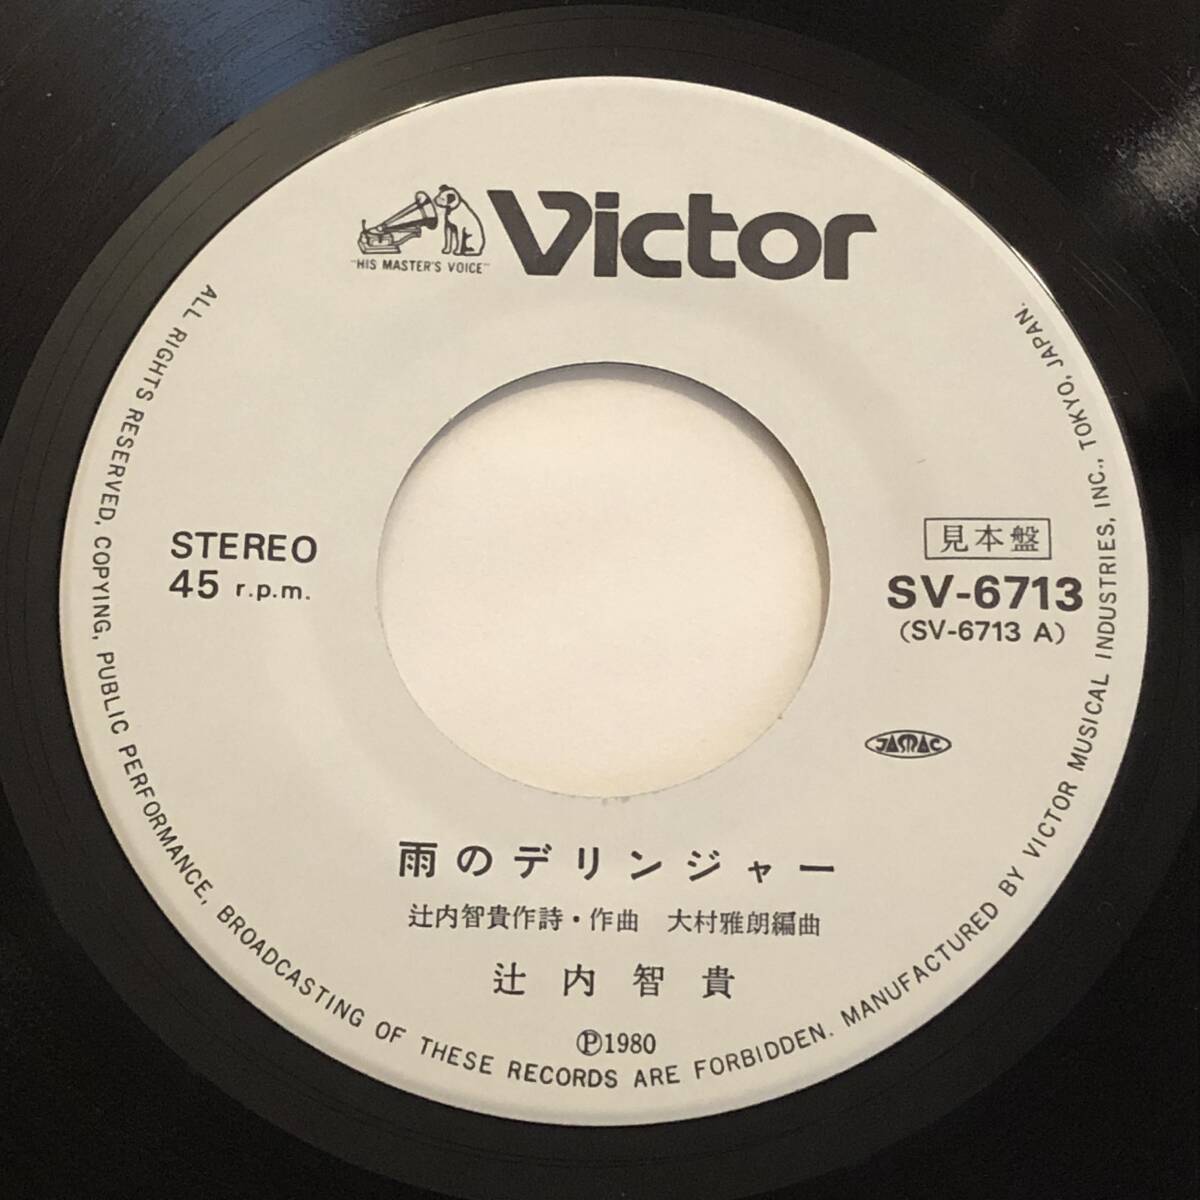 Victor
"HIS MASTER'S VOICE"
STEREO
45 r.p.m.
見本盤
SV-6713
(SV-6713 A)
JASRAC
雨のデリンジャー
辻内智貴作詩・作曲 大村雅朗編曲
辻内智貴
Ⓟ1980
ALL RIGHTS RESERVED, COPYING, PUBLIC PERFORMANCE, BROADCASTING OF THESE RECORDS ARE FORBIDDEN. MANUFACTURED BY VICTOR MUSICAL INDUSTRIES, INC., TOKYO, JAPAN.